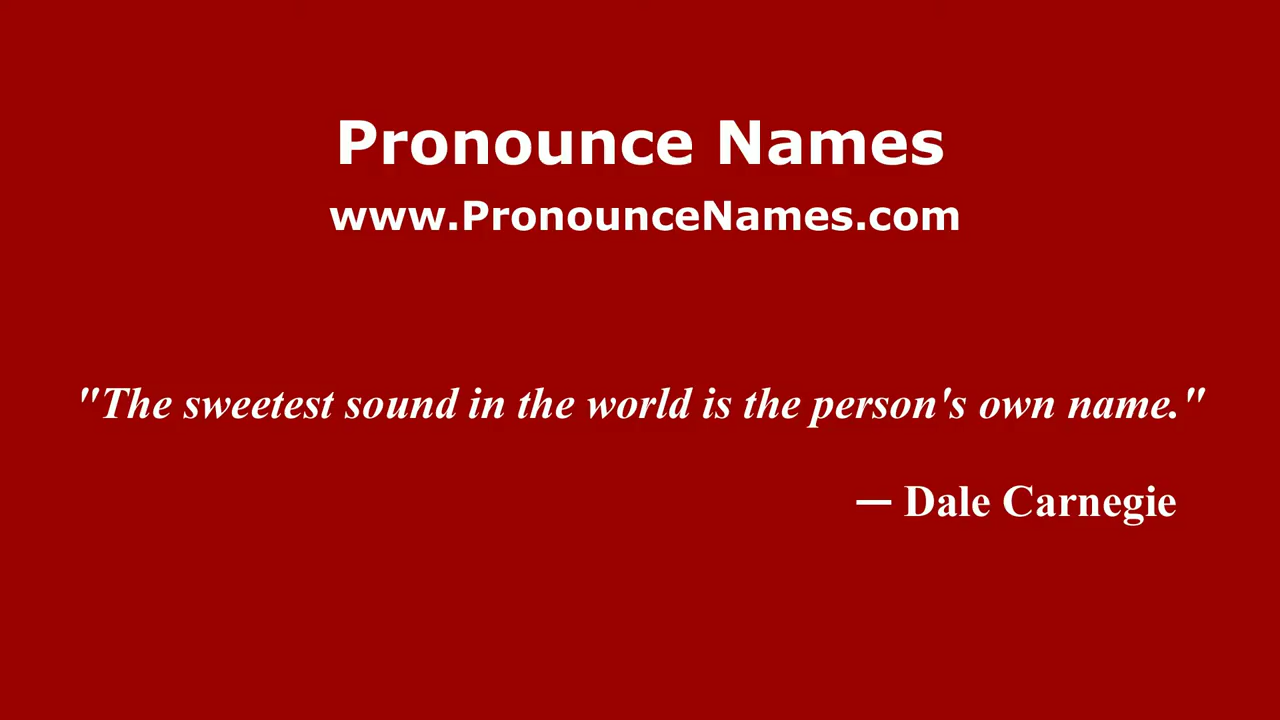 Pronounce Names
www.PronounceNames.com
"The sweetest sound in the world is the person's own name."
— Dale Carnegie